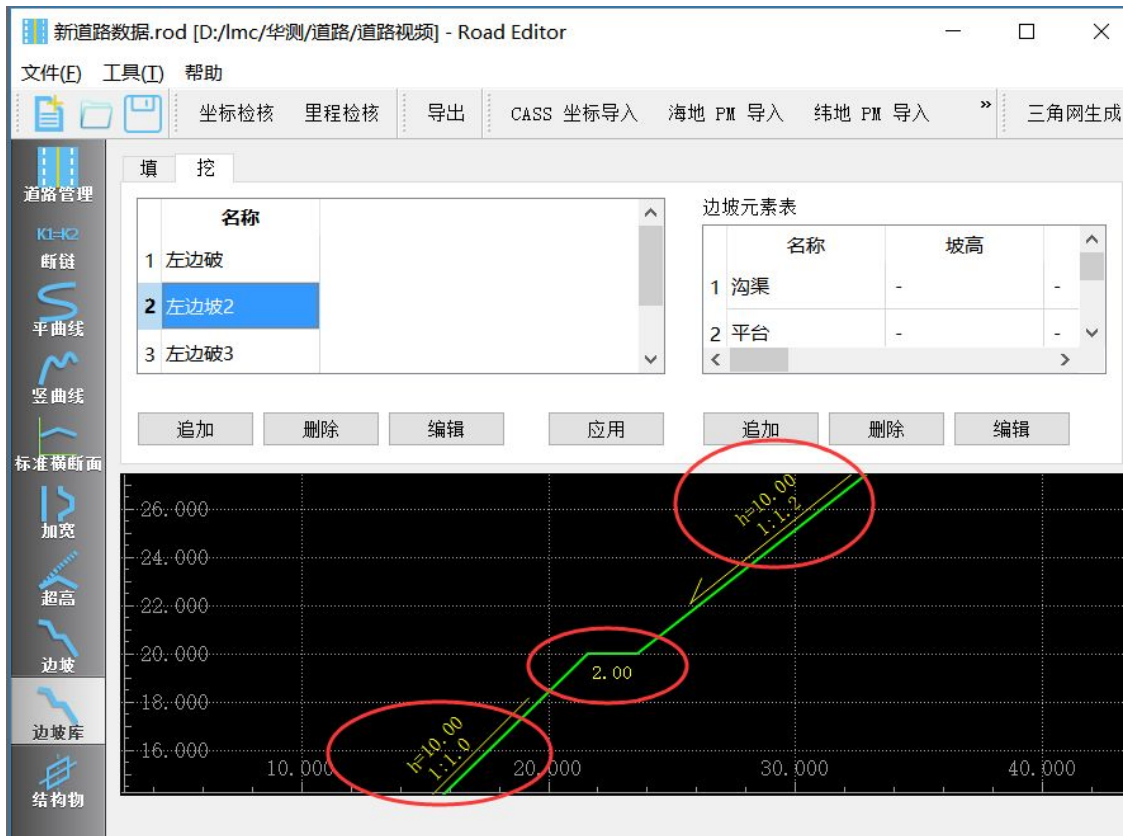 新道路数据.rod [D:/lmc/华测/道路/道路视频] - Road Editor
文件(F) 工具(T) 帮助
坐标检核 里程检核 导出 CASS 坐标导入 海地 PM 导入 纬地 PM 导入 » 三角网生成
道路管理
K1=K2
断链
平曲线
竖曲线
标准横断面
加宽
超高
边坡
边坡库
结构物
填 挖
名称
1 左边破
2 左边坡2
3 左边破3
追加 删除 编辑 应用
边坡元素表
名称 坡高
1 沟渠 - -
2 平台 - -
追加 删除 编辑
26.000
24.000
22.000
20.000
18.000
16.000
10.000 20.000 30.000 40.000
h=10.00
1:1.2
2.00
h=10.00
1:1.0